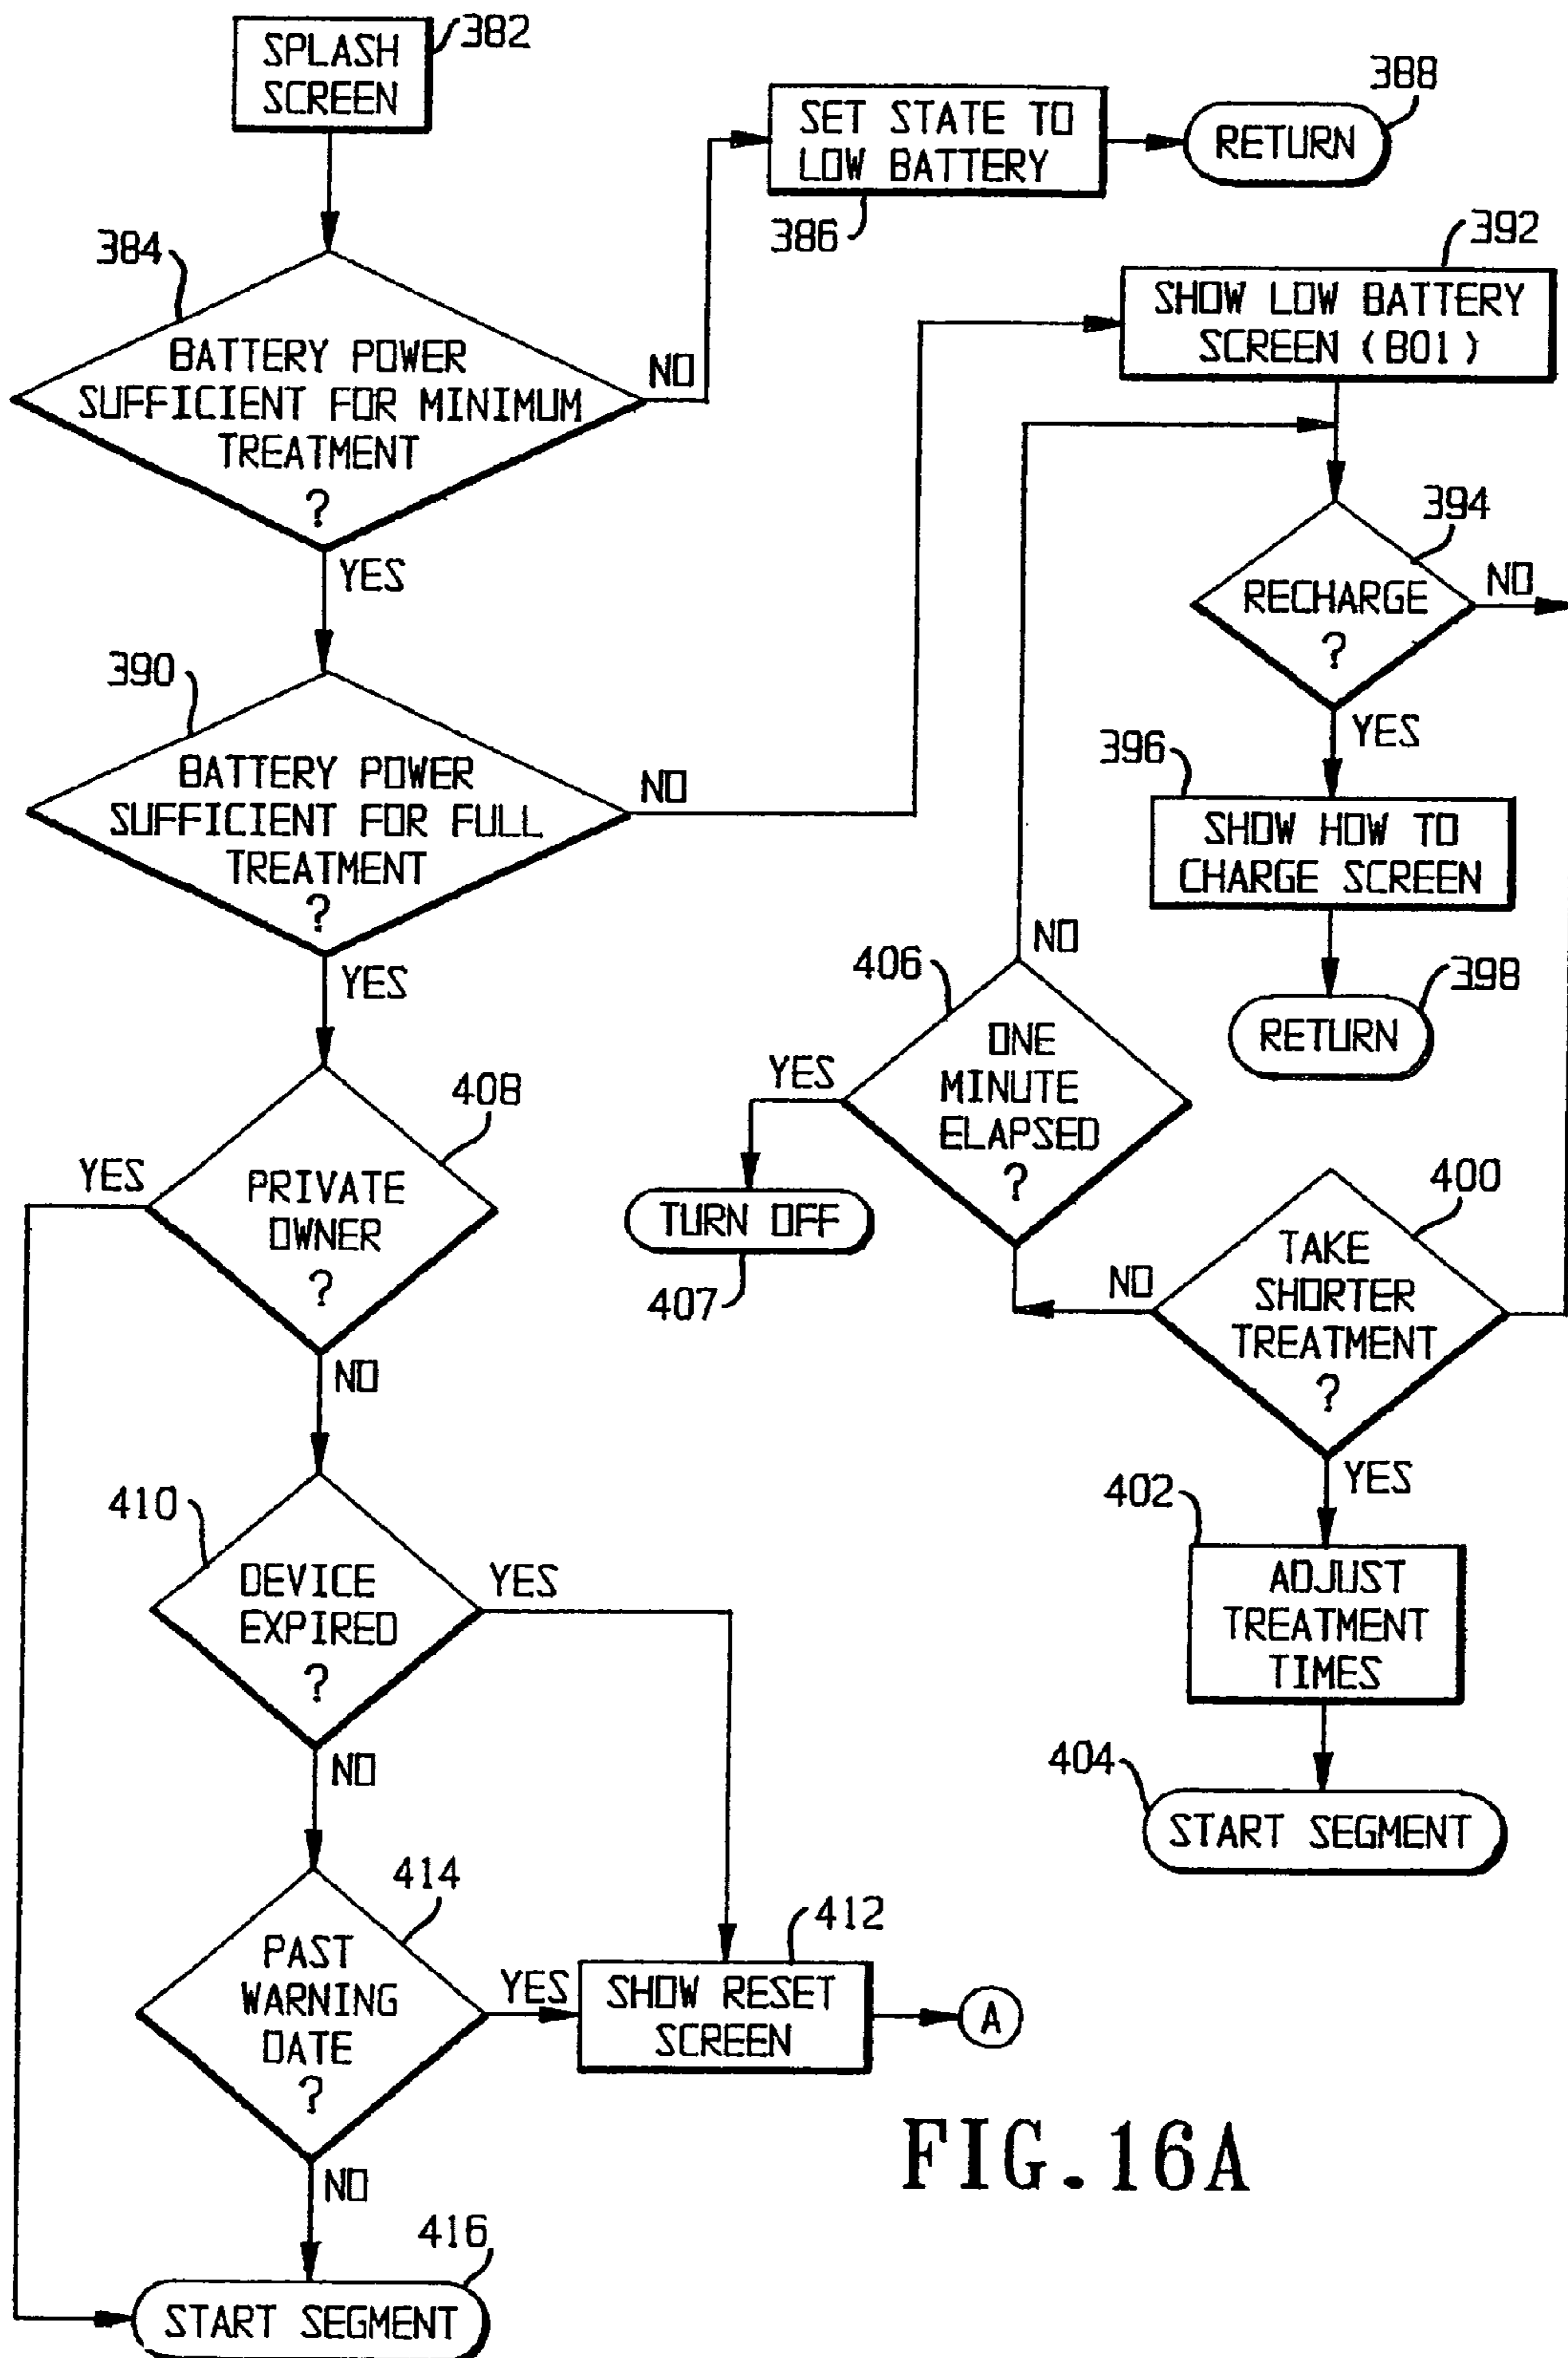 SPLASH
SCREEN
382
SET STATE TO
LOW BATTERY
386
RETURN
388
384
BATTERY POWER
SUFFICIENT FOR MINIMUM
TREATMENT
?
NO
YES
392
SHOW LOW BATTERY
SCREEN (B01)
394
RECHARGE
?
NO
YES
390
BATTERY POWER
SUFFICIENT FOR FULL
TREATMENT
?
NO
YES
396
SHOW HOW TO
CHARGE SCREEN
398
RETURN
406
NO
ONE
MINUTE
ELAPSED
?
YES
TURN OFF
407
408
YES
PRIVATE
OWNER
?
NO
400
TAKE
SHORTER
TREATMENT
?
NO
YES
402
ADJUST
TREATMENT
TIMES
404
START SEGMENT
410
DEVICE
EXPIRED
?
YES
NO
414
PAST
WARNING
DATE
?
YES
NO
412
SHOW RESET
SCREEN
A
416
START SEGMENT
FIG.16A